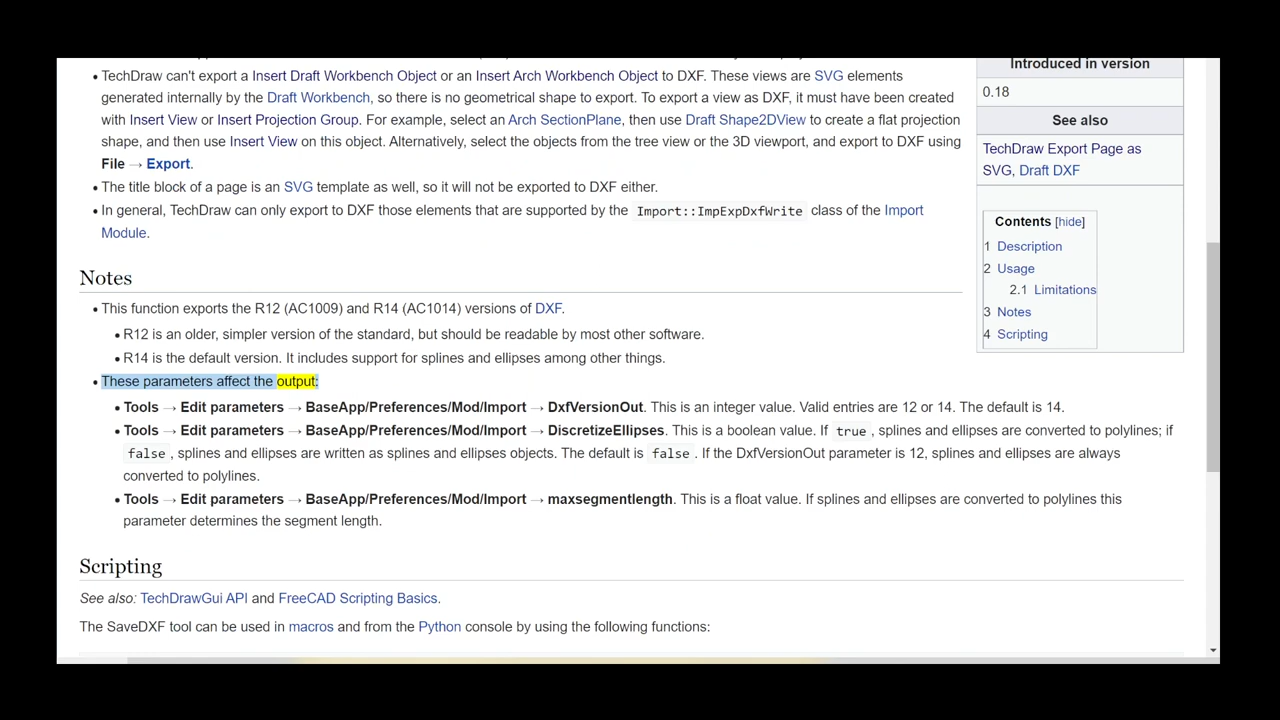 • TechDraw can't export a Insert Draft Workbench Object or an Insert Arch Workbench Object to DXF. These views are SVG elements
generated internally by the Draft Workbench, so there is no geometrical shape to export. To export a view as DXF, it must have been created
with Insert View or Insert Projection Group. For example, select an Arch SectionPlane, then use Draft Shape2DView to create a flat projection
shape, and then use Insert View on this object. Alternatively, select the objects from the tree view or the 3D viewport, and export to DXF using
File → Export.
• The title block of a page is an SVG template as well, so it will not be exported to DXF either.
• In general, TechDraw can only export to DXF those elements that are supported by the Import::ImpExpDxfWrite class of the Import
Module.
Introduced in version
0.18
See also
TechDraw Export Page as
SVG, Draft DXF
Contents [hide]
1 Description
2 Usage
2.1 Limitations
3 Notes
4 Scripting
Notes
• This function exports the R12 (AC1009) and R14 (AC1014) versions of DXF.
• R12 is an older, simpler version of the standard, but should be readable by most other software.
• R14 is the default version. It includes support for splines and ellipses among other things.
• These parameters affect the output:
• Tools → Edit parameters → BaseApp/Preferences/Mod/Import → DxfVersionOut. This is an integer value. Valid entries are 12 or 14. The default is 14.
• Tools → Edit parameters → BaseApp/Preferences/Mod/Import → DiscretizeEllipses. This is a boolean value. If true, splines and ellipses are converted to polylines; if
false, splines and ellipses are written as splines and ellipses objects. The default is false. If the DxfVersionOut parameter is 12, splines and ellipses are always
converted to polylines.
• Tools → Edit parameters → BaseApp/Preferences/Mod/Import → maxsegmentlength. This is a float value. If splines and ellipses are converted to polylines this
parameter determines the segment length.
Scripting
See also: TechDrawGui API and FreeCAD Scripting Basics.
The SaveDXF tool can be used in macros and from the Python console by using the following functions: